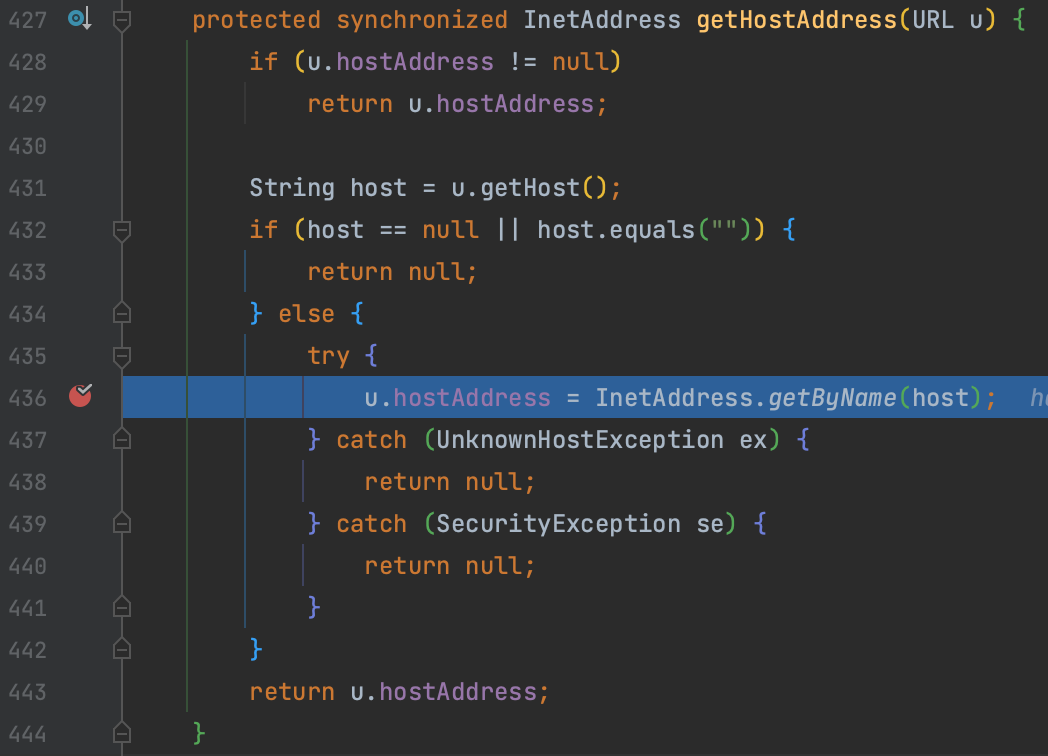 427 protected synchronized InetAddress getHostAddress(URL u) {
428 if (u.hostAddress != null)
429 return u.hostAddress;
430
431 String host = u.getHost();
432 if (host == null || host.equals("")) {
433 return null;
434 } else {
435 try {
436 u.hostAddress = InetAddress.getByName(host);
437 } catch (UnknownHostException ex) {
438 return null;
439 } catch (SecurityException se) {
440 return null;
441 }
442 }
443 return u.hostAddress;
444 }